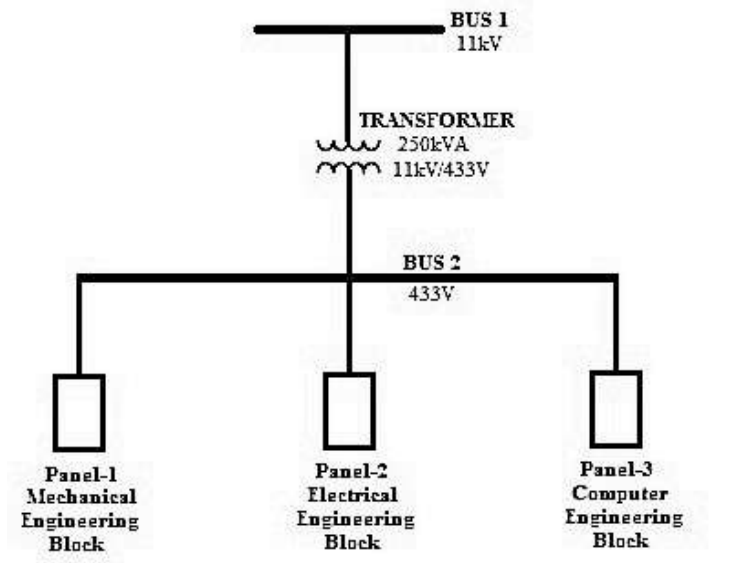 BUS 1
11kV
TRANSFORMER
250kVA
11kV/433V
BUS 2
433V
Panel-1
Mechanical
Engineering
Block
Panel-2
Electrical
Engineering
Block
Panel-3
Computer
Engineering
Block